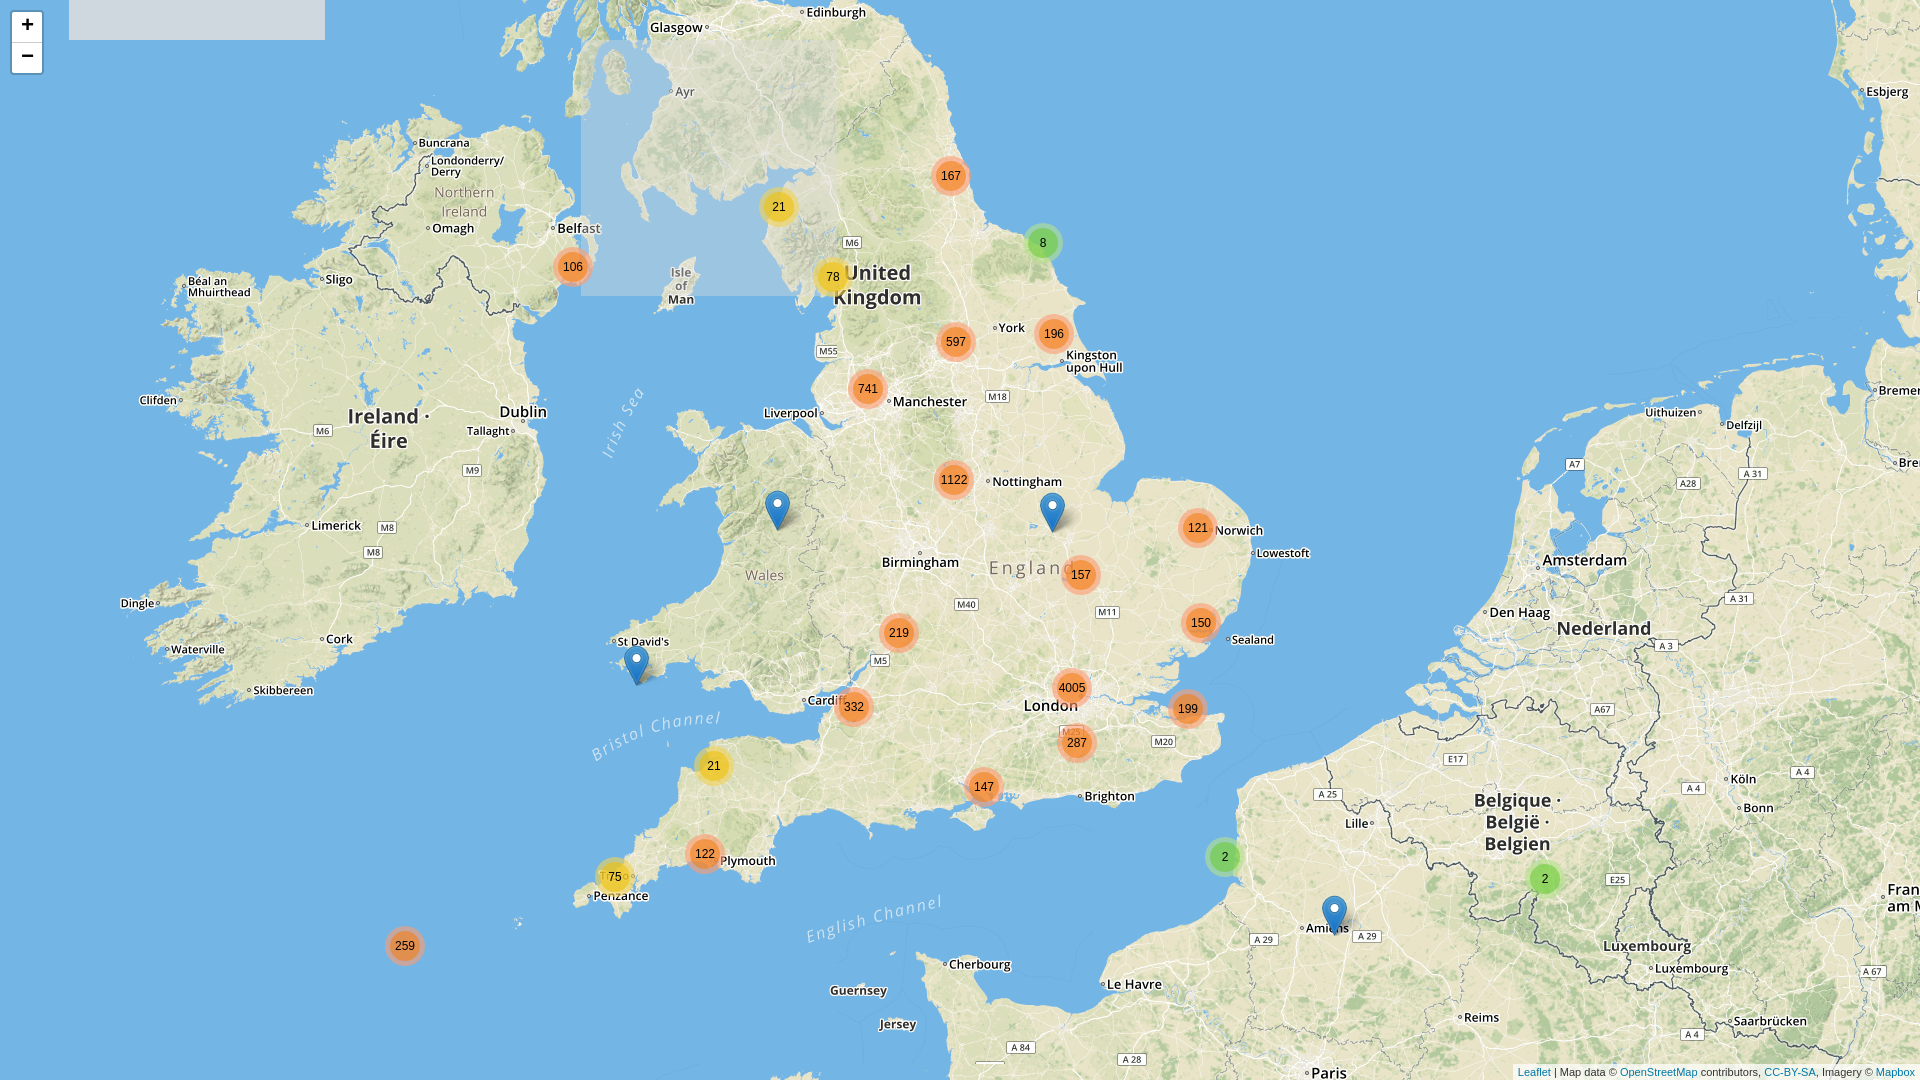 +
−
Edinburgh
Glasgow
Ayr
Esbjerg
Buncrana
Londonderry/
Derry
Northern
Ireland
Omagh
Belfast
167
21
8
M6
106
78
United
Kingdom
Isle
of
Man
Sligo
Béal an
Mhuirthead
York
196
597
M55
Kingston
upon Hull
741
Manchester
M18
Liverpool
Clifden
Ireland ·
Éire
Dublin
Tallaght
M6
M9
Irish Sea
Uithuizen
Delfzijl
A7
A 31
A28
1122
Nottingham
121
Norwich
Lowestoft
Limerick
M8
M8
Birmingham
England
157
Wales
Amsterdam
Den Haag
Nederland
A 31
A 3
Dingle
Cork
Waterville
Skibbereen
M40
M11
219
150
Sealand
St David's
M5
4005
London
Cardiff
332
199
M25
287
M20
Bristol Channel
21
147
Brighton
A67
E17
Köln
A 4
A 4
Bonn
A 25
Lille
Belgique ·
België ·
Belgien
122
Plymouth
75
Penzance
2
2
E25
English Channel
259
Amiens
A 29
A 29
Luxembourg
Luxembourg
A 67
Cherbourg
Guernsey
Le Havre
Jersey
Reims
Saarbrücken
A 4
A 84
A 28
Paris
Leaflet | Map data © OpenStreetMap contributors, CC-BY-SA, Imagery © Mapbox